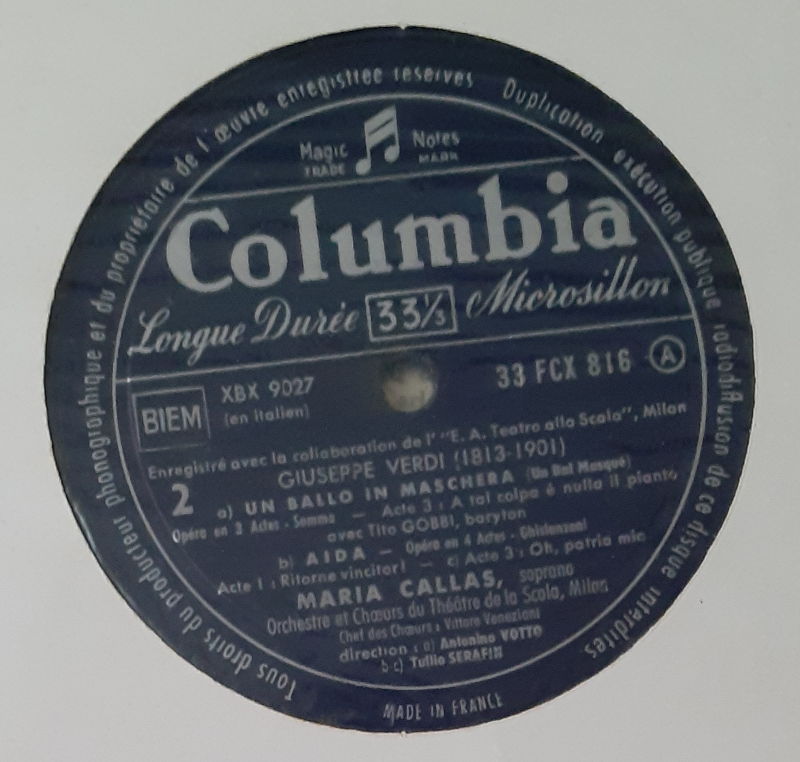 Tous droits du producteur phonographique et du propriétaire de l'œuvre enregistrée réservés Duplication exécution publique radiodiffusion de ce disque interdites
Magic Notes
TRADE MARK
Columbia
Longue Durée 33⅓ Microsillon
BIEM XBX 9027 33 FCX 816 A
(en italien)
Enregistré avec la collaboration de l'"E. A. Teatro alla Scala", Milan
GIUSEPPE VERDI (1813-1901)
2 a) UN BALLO IN MASCHERA (Un Bal Masqué)
Opéra en 3 Actes - Somma — Acte 3 : A tal colpa è nulla il pianto
avec Tito GOBBI, baryton
b) AIDA — Opéra en 4 Actes - Ghislanzoni
Acte 1 : Ritorna vincitor! — c) Acte 3 : Oh, patria mia
MARIA CALLAS, soprano
Orchestre et Chœurs du Théâtre de la Scala, Milan
Chef des Chœurs : Vittore Veneziani
direction : a) Antonino VOTTO
b c) Tullio SERAFIN
MADE IN FRANCE